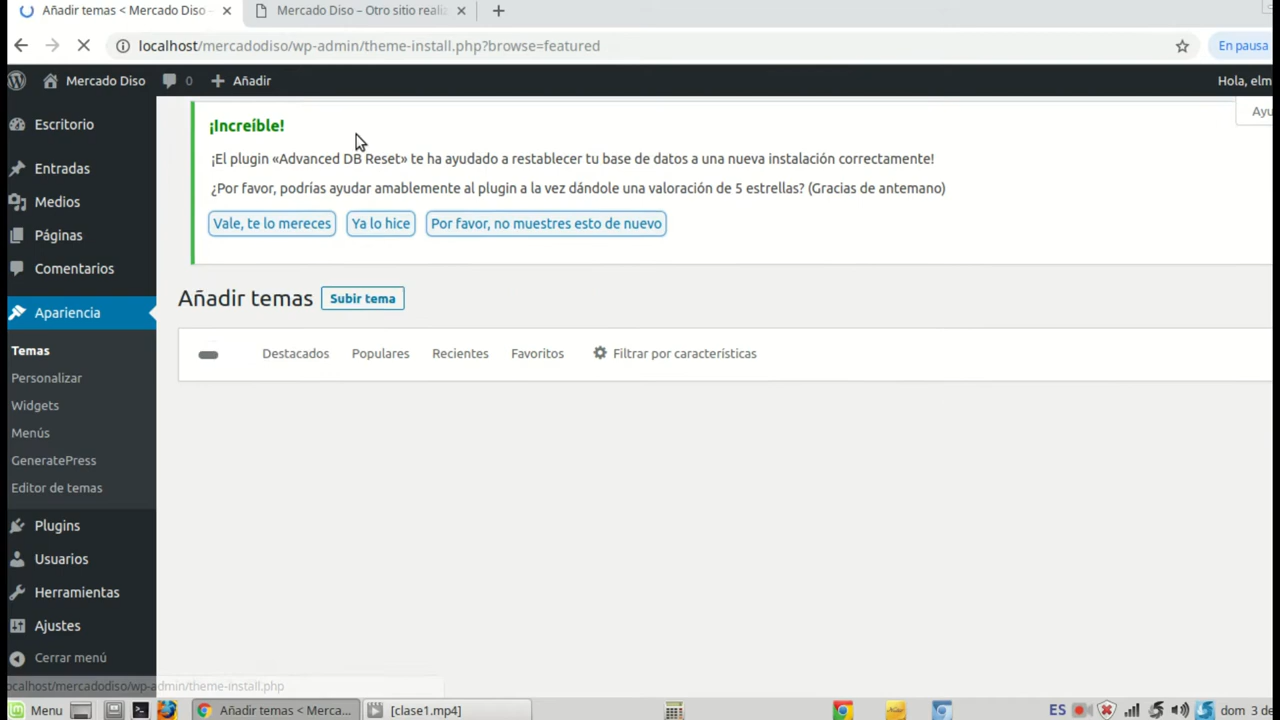 Añadir temas < Mercado Diso –
Mercado Diso – Otro sitio realiz
localhost/mercadodiso/wp-admin/theme-install.php?browse=featured
En pausa
Mercado Diso
0
Añadir
Hola, elm
Escritorio
Entradas
Medios
Páginas
Comentarios
Apariencia
Temas
Personalizar
Widgets
Menús
GeneratePress
Editor de temas
Plugins
Usuarios
Herramientas
Ajustes
Cerrar menú
Ayu
¡Increíble!
¡El plugin «Advanced DB Reset» te ha ayudado a restablecer tu base de datos a una nueva instalación correctamente!
¿Por favor, podrías ayudar amablemente al plugin a la vez dándole una valoración de 5 estrellas? (Gracias de antemano)
Vale, te lo mereces
Ya lo hice
Por favor, no muestres esto de nuevo
Añadir temas
Subir tema
Destacados
Populares
Recientes
Favoritos
Filtrar por características
ocalhost/mercadodiso/wp-admin/theme-install.php
Menu
Añadir temas < Merca...
[clase1.mp4]
ES
dom 3 de